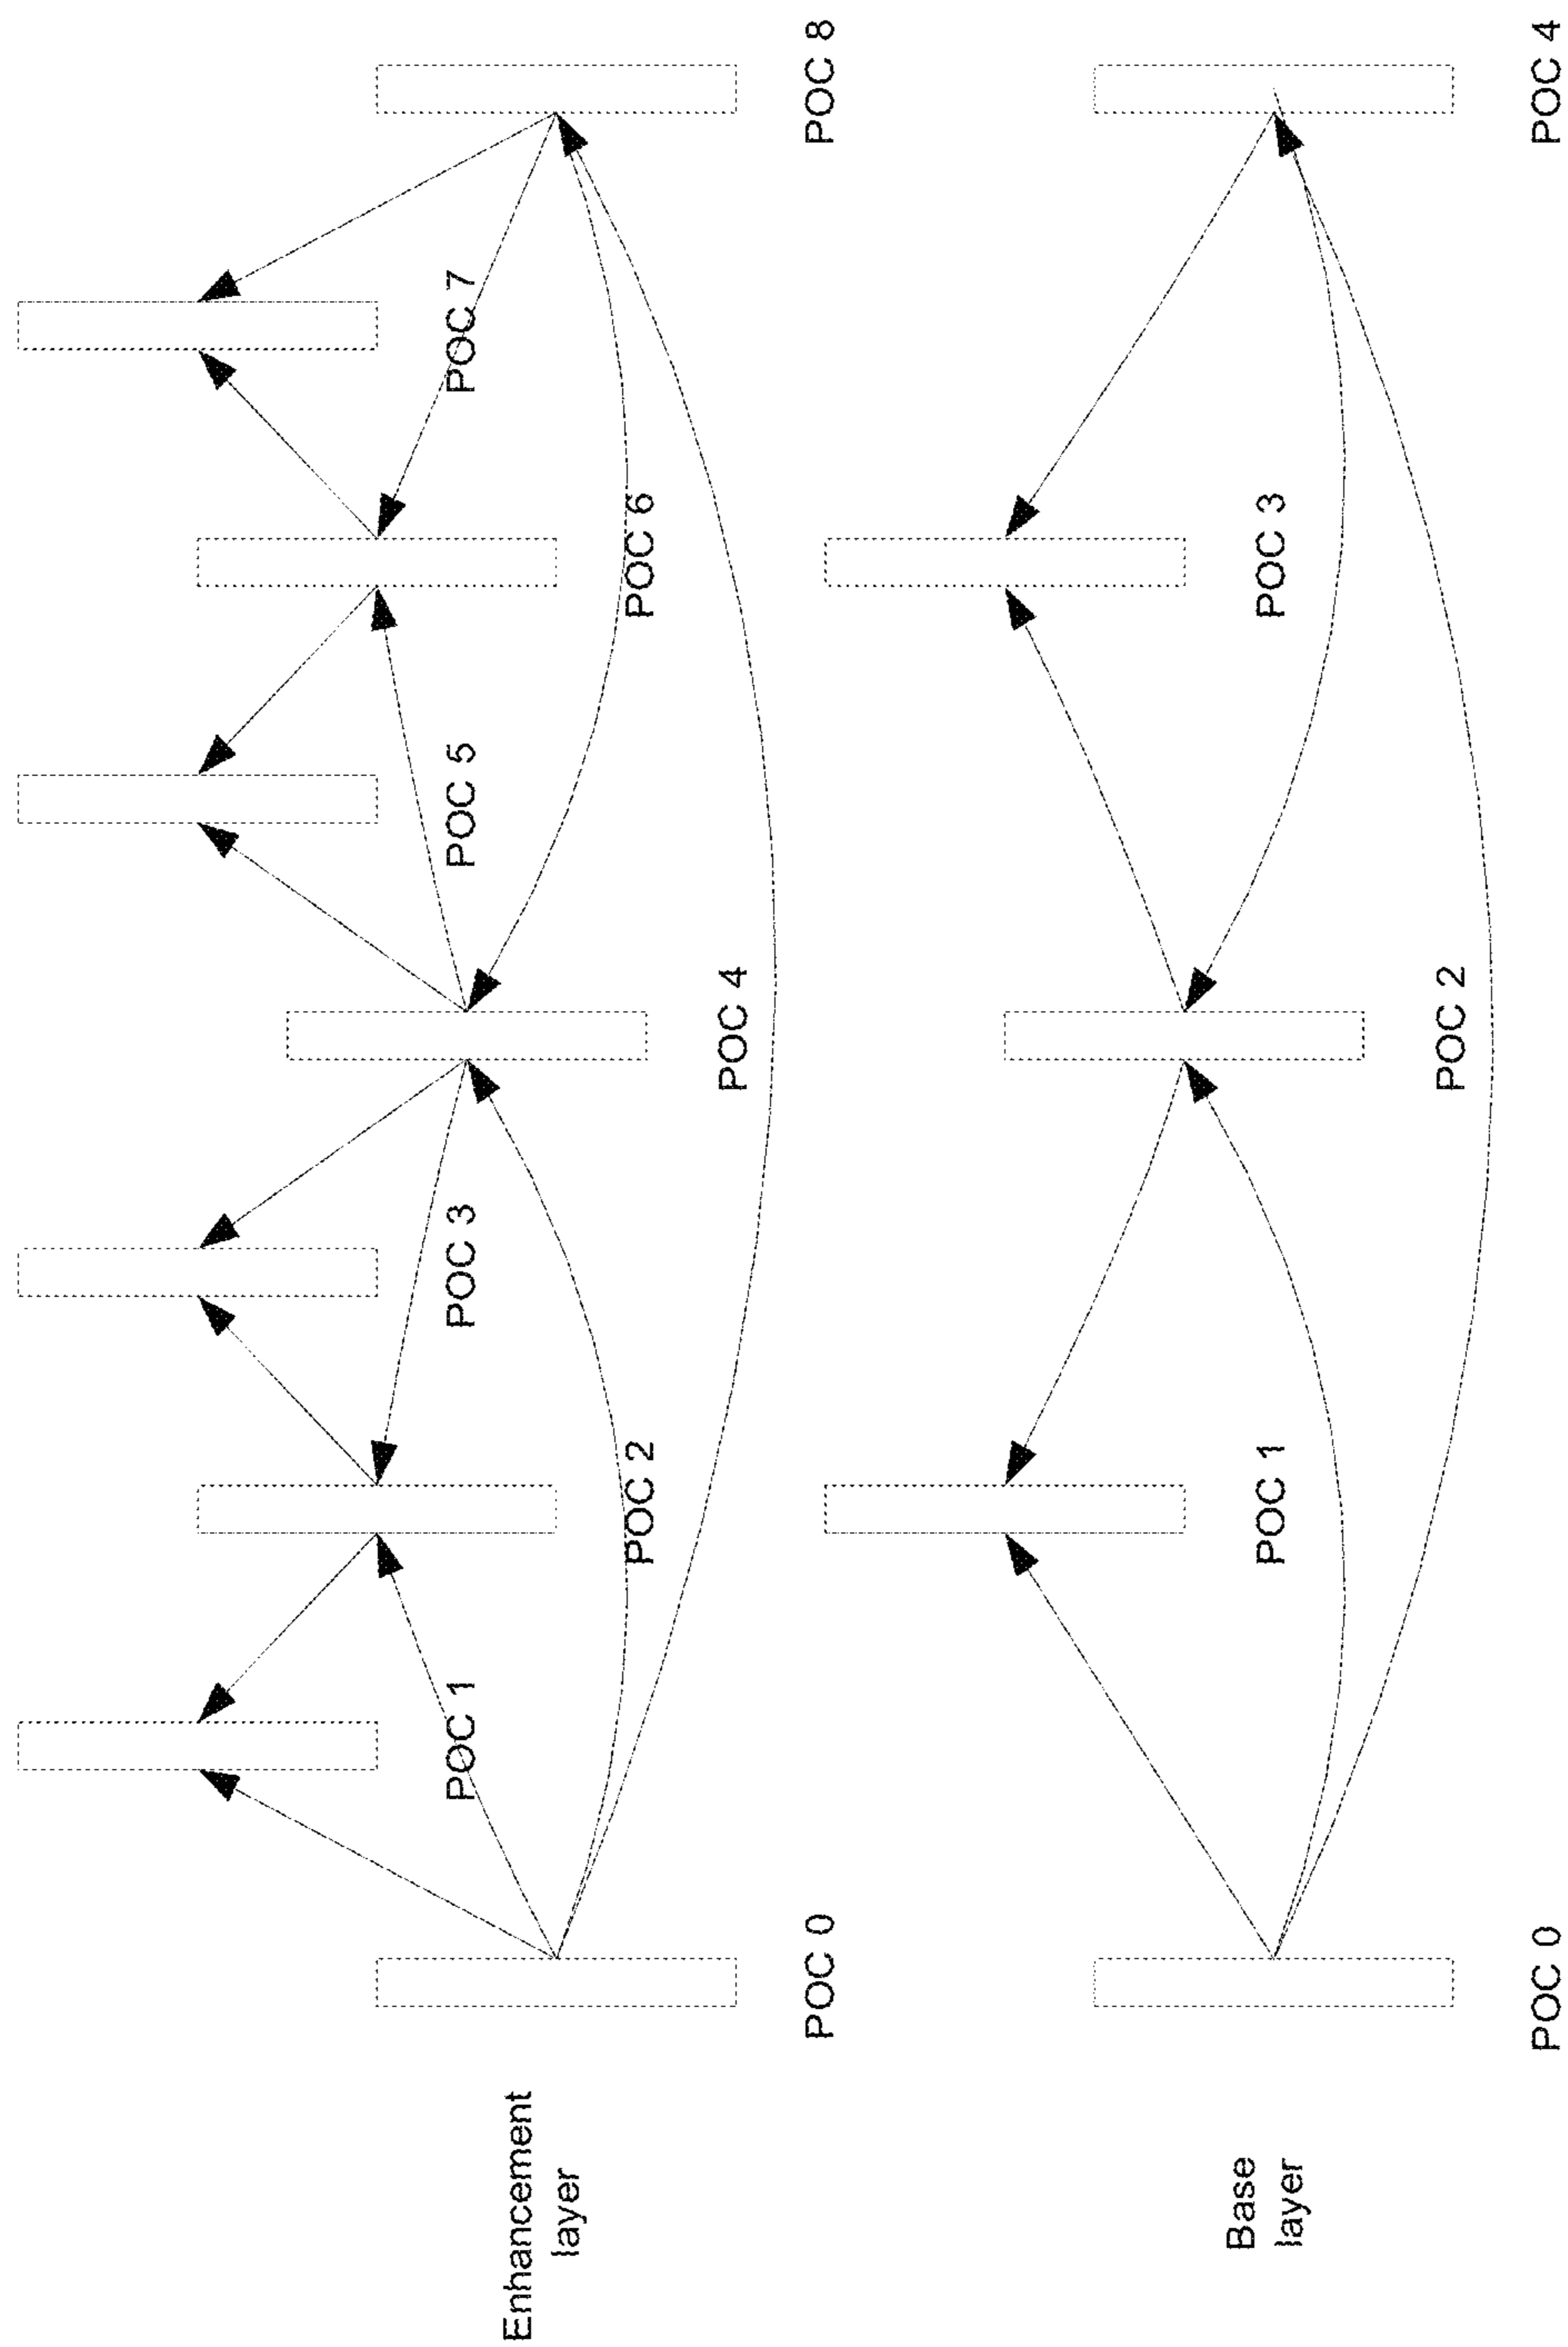 Enhancement
layer
POC 1
POC 3
POC 5
POC 7
POC 2
POC 6
POC 4
POC 0
POC 8
Base
layer
POC 1
POC 3
POC 2
POC 0
POC 4